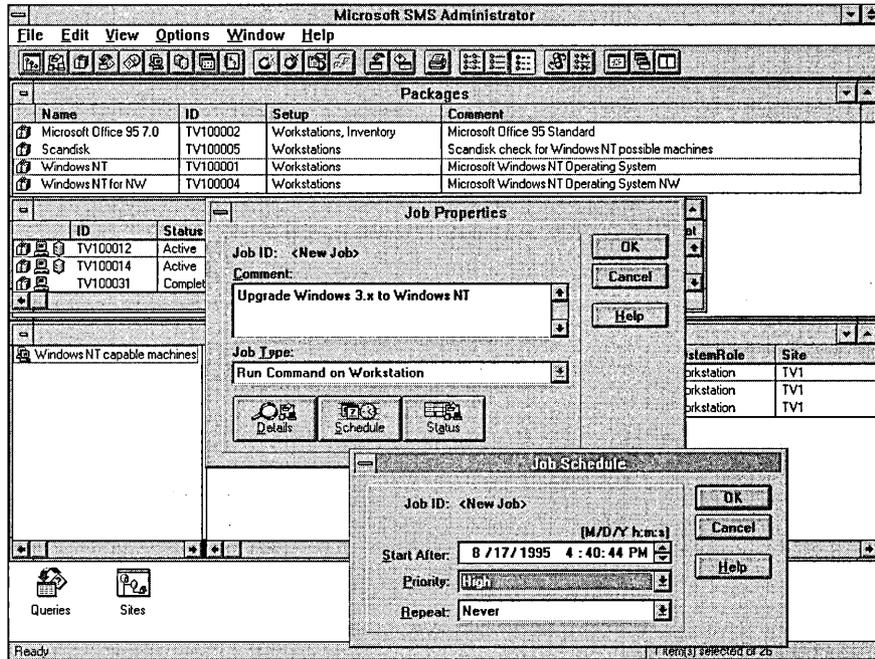 Microsoft SMS Administrator
File Edit View Options Window Help
Packages
Name ID Setup Comment
Microsoft Office 95 7.0 TV100002 Workstations, Inventory Microsoft Office 95 Standard
Scandisk TV100005 Workstations Scandisk check for Windows NT possible machines
Windows NT TV100001 Workstations Microsoft Windows NT Operating System
Windows NT for NW TV100004 Workstations Microsoft Windows NT Operating System NW
ID Status
TV100012 Active
TV100014 Active
TV100031 Complet
Job Properties
Job ID: <New Job>
Comment:
Upgrade Windows 3.x to Windows NT
Job Type:
Run Command on Workstation
Details Schedule Status
OK
Cancel
Help
Windows NT capable machines
stemRole Site
orkstation TV1
orkstation TV1
orkstation TV1
Job Schedule
Job ID: <New Job>
[M/D/Y h:m:s]
Start After: 8 /17/1995 4 : 40: 44 PM
Priority: High
Repeat: Never
OK
Cancel
Help
Queries Sites
Ready
1 item(s) selected of 26